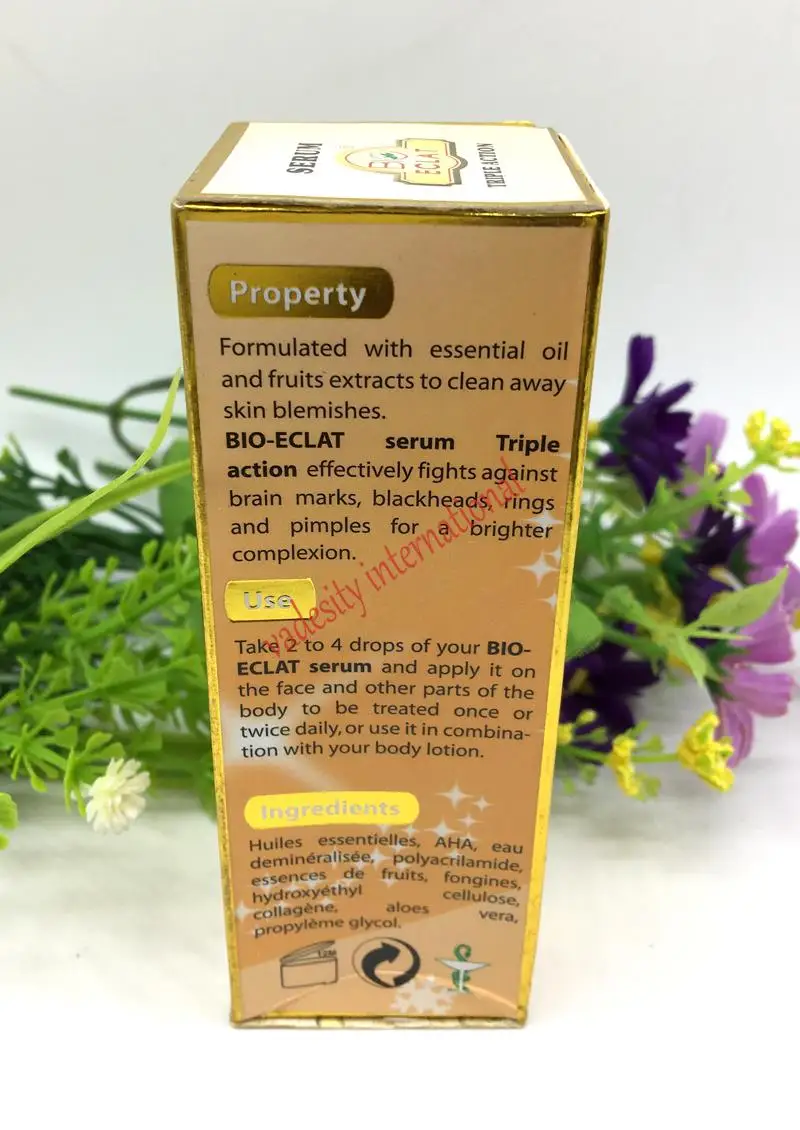 SERUM
BIO
ECLAT
TRIPLE ACTION
Property
Formulated with essential oil
and fruits extracts to clean away
skin blemishes.
BIO-ECLAT serum Triple
action effectively fights against
brain marks, blackheads, rings
and pimples for a brighter
complexion.
Use
Take 2 to 4 drops of your BIO-
ECLAT serum and apply it on
the face and other parts of the
body to be treated once or
twice daily, or use it in combina-
tion with your body lotion.
Ingredients
Huiles essentielles, AHA, eau
deminéralisée, polyacrilamide,
essences de fruits, fongines,
hydroxyéthyl cellulose,
collagène, aloes vera,
propylème glycol.
12M
yadesity international